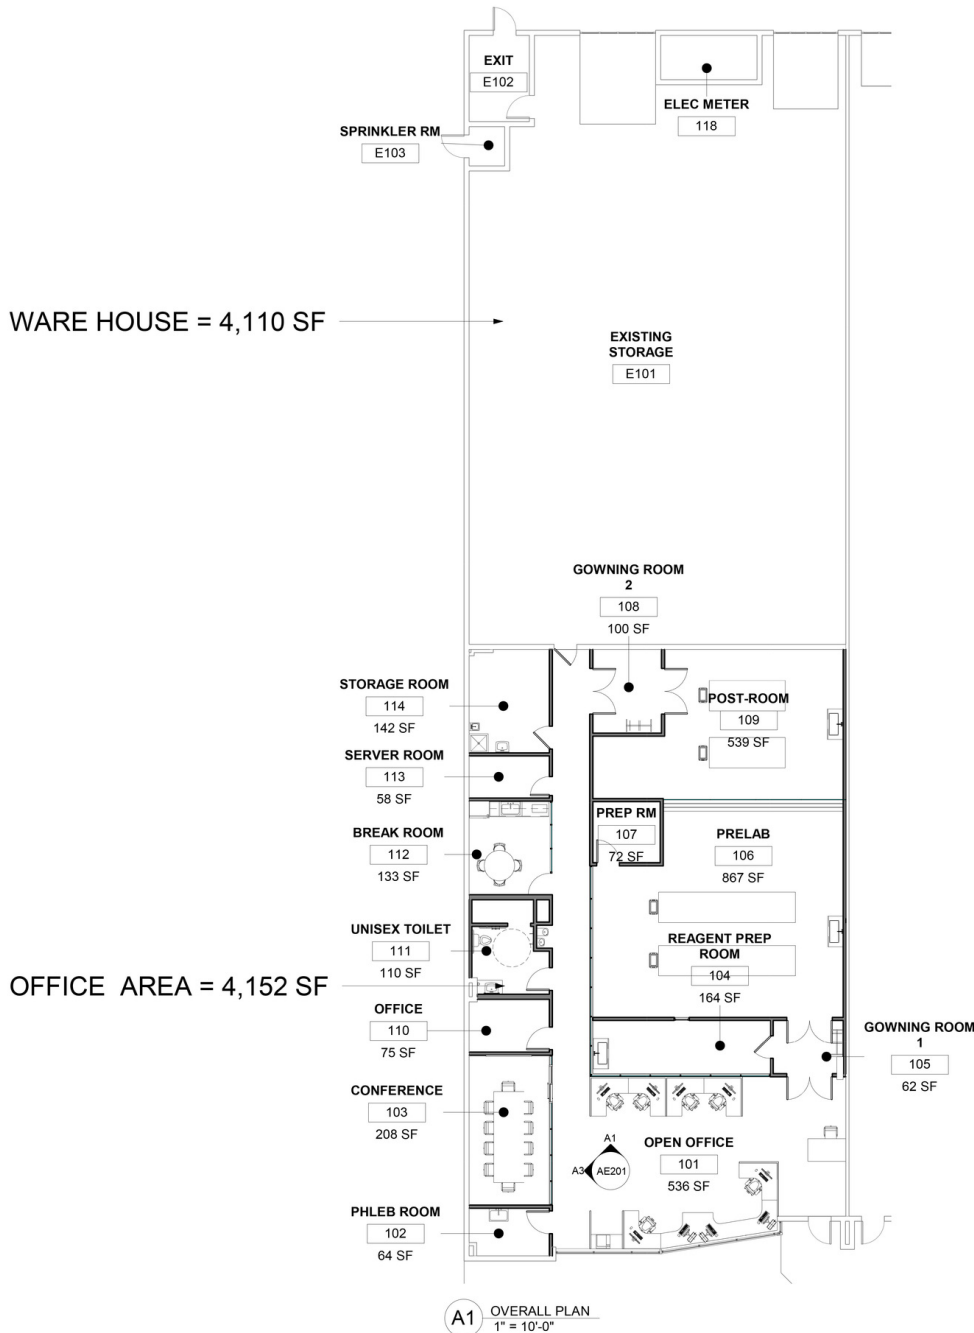 EXIT
E102
ELEC METER
118
SPRINKLER RM
E103
WARE HOUSE = 4,110 SF
EXISTING
STORAGE
E101
GOWNING ROOM
2
108
100 SF
STORAGE ROOM
114
142 SF
POST-ROOM
109
539 SF
SERVER ROOM
113
58 SF
PREP RM
107
72 SF
BREAK ROOM
112
133 SF
PRELAB
106
867 SF
UNISEX TOILET
111
110 SF
REAGENT PREP
ROOM
104
164 SF
OFFICE AREA = 4,152 SF
OFFICE
110
75 SF
GOWNING ROOM
1
105
62 SF
CONFERENCE
103
208 SF
OPEN OFFICE
101
536 SF
A1
A3
AE201
PHLEB ROOM
102
64 SF
A1
OVERALL PLAN
1" = 10'-0"